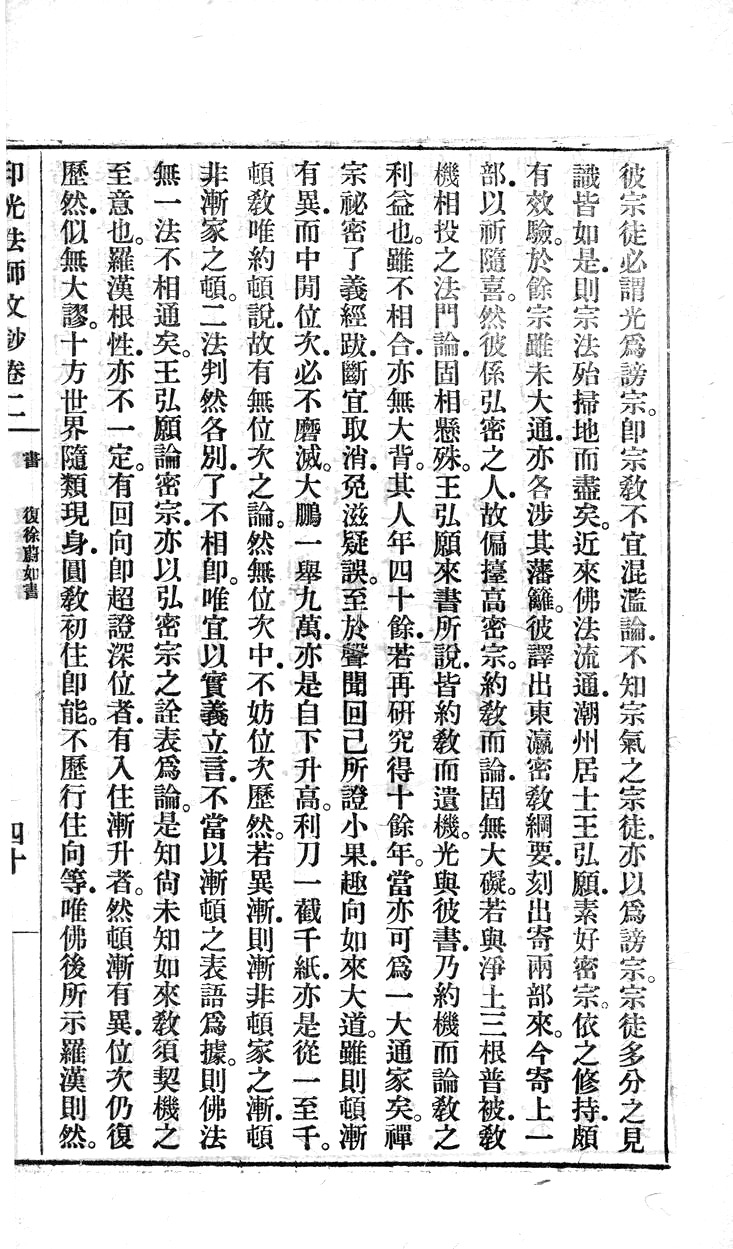 彼宗徒必謂光爲謗宗。卽宗敎不宜混濫論、不知宗氣之宗徒、亦以爲謗宗。宗徒多分之見
識皆如是、則宗法殆掃地而盡矣。近來佛法流通、潮州居士王弘願、素好密宗。依之修持、頗
有效驗。於餘宗雖未大通、亦各涉其藩籬。彼譯出東瀛密敎綱要、刻出寄兩部來。今寄上一
部、以祈隨喜。然彼係弘密之人、故偏擡高密宗。約敎而論、固無大礙。若與淨土三根普被、敎
機相投之法門論、固相懸殊。王弘願來書所說、皆約敎而遺機。光與彼書、乃約機而論敎之
利益也。雖不相合、亦無大背。其人年四十餘、若再研究得十餘年。當亦可爲一大通家矣。禪
宗祕密了義經跋、斷宜取消、免滋疑誤。至於聲聞回己所證小果、趣向如來大道。雖則頓漸
有異、而中間位次、必不磨滅。大鵬一舉九萬、亦是自下升高。利刀一截千紙、亦是從一至千。
頓敎唯約頓說、故有無位次之論。然無位次中、不妨位次歷然。若異漸、則漸非頓家之漸、頓
非漸家之頓。二法判然各別、了不相卽。唯宜以實義立言、不當以漸頓之表語爲據。則佛法
無一法不相通矣。王弘願論密宗、亦以弘密宗之詮表爲論。是知尙未知如來敎須契機之
至意也。羅漢根性、亦不一定。有回向卽超證深位者、有入住漸升者。然頓漸有異、位次仍復
歷然、似無大謬。十方世界隨類現身、圓敎初住卽能。不歷行住向等、唯佛後所示羅漢則然。
印光法師文鈔卷二 書 復徐蔚如書 四十